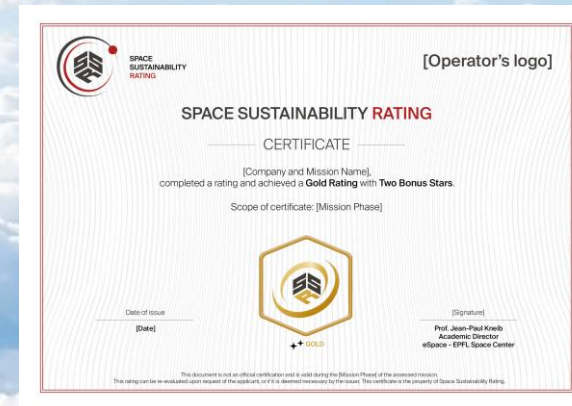 SPACE
SUSTAINABILITY
RATING
[Operator's logo]
SPACE SUSTAINABILITY RATING
CERTIFICATE
[Company and Mission Name],
completed a rating and achieved a Gold Rating with Two Bonus Stars.
Scope of certificate: [Mission Phase]
SSR
GOLD
Date of issue
[Date]
[Signature]
Prof. Jean-Paul Kneib
Academic Director
eSpace - EPFL Space Center
This document is not an official certification and is valid during the [Mission Phase] of the assessed mission.
This rating can be re-evaluated upon request of the applicant, or if it is deemed necessary by the issuer. This certificate is the property of Space Sustainability Rating.